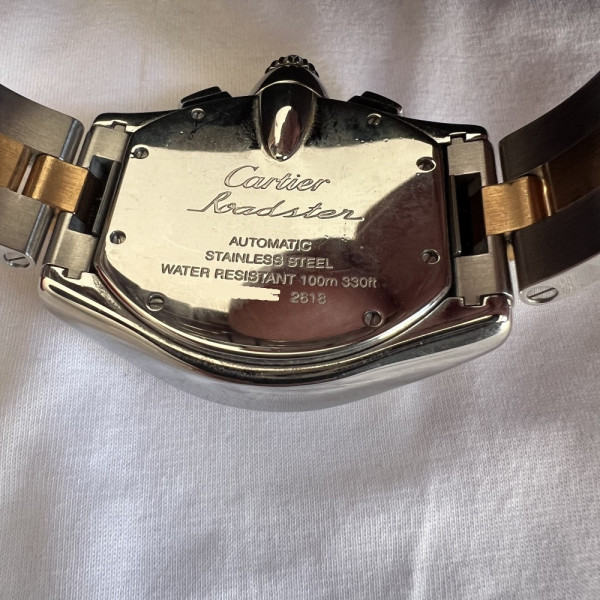 Cartier
Roadster
AUTOMATIC
STAINLESS STEEL
WATER RESISTANT 100m 330ft
2618